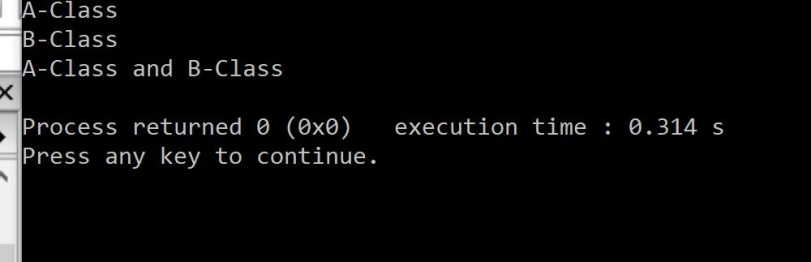 A-Class
B-Class
A-Class and B-Class
Process returned 0 (0x0)   execution time : 0.314 s
Press any key to continue.